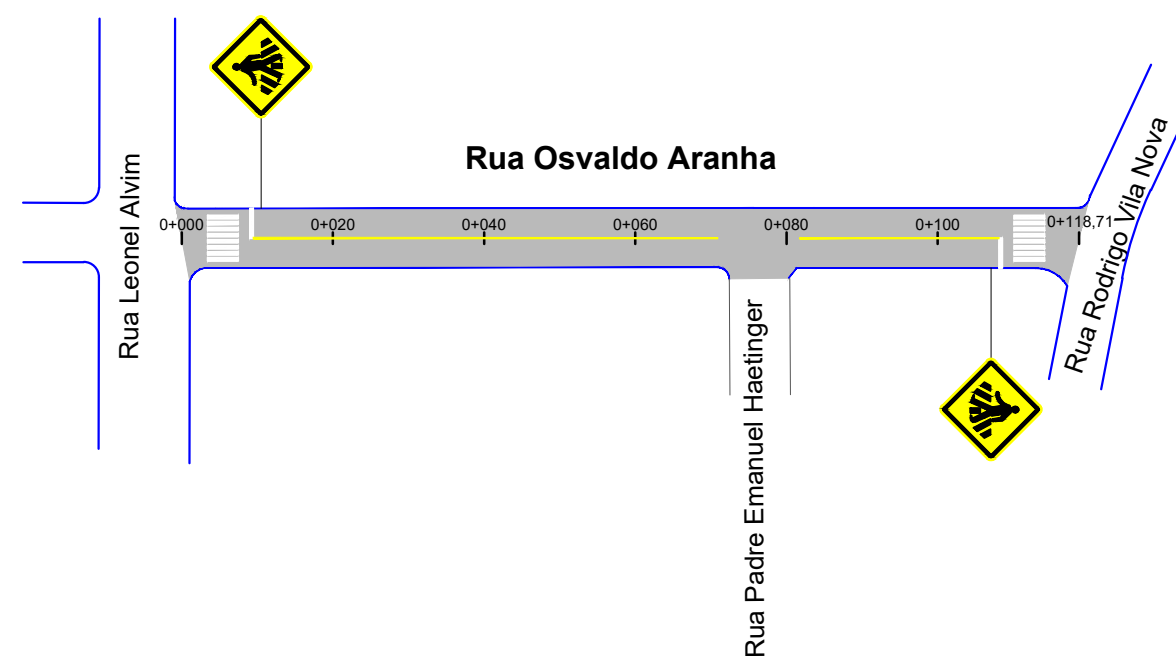 Rua Osvaldo Aranha
Rua Leonel Alvim
0+000
0+020
0+040
0+060
0+080
0+100
0+118,71
Rua Rodrigo Vila Nova
Rua Padre Emanuel Haetinger